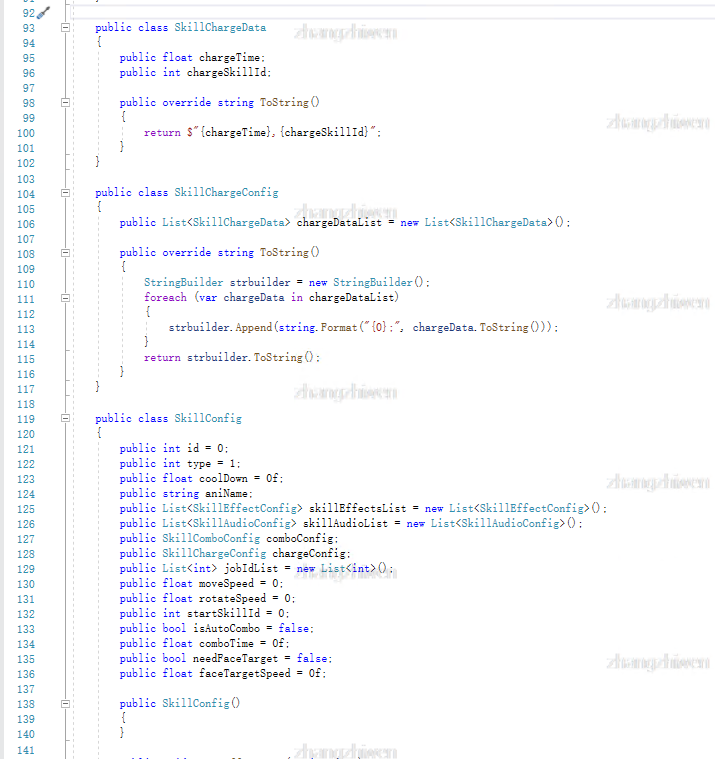 92
93 public class SkillChargeData
94 {
95 public float chargeTime;
96 public int chargeSkillId;
97
98 public override string ToString()
99 {
100 return $"{chargeTime},{chargeSkillId}";
101 }
102 }
103
104 public class SkillChargeConfig
105 {
106 public List<SkillChargeData> chargeDataList = new List<SkillChargeData>();
107
108 public override string ToString()
109 {
110 StringBuilder strbuilder = new StringBuilder();
111 foreach (var chargeData in chargeDataList)
112 {
113 strbuilder.Append(string.Format("{0};", chargeData.ToString()));
114 }
115 return strbuilder.ToString();
116 }
117 }
118
119 public class SkillConfig
120 {
121 public int id = 0;
122 public int type = 1;
123 public float coolDown = 0f;
124 public string aniName;
125 public List<SkillEffectConfig> skillEffectsList = new List<SkillEffectConfig>();
126 public List<SkillAudioConfig> skillAudioList = new List<SkillAudioConfig>();
127 public SkillComboConfig comboConfig;
128 public SkillChargeConfig chargeConfig;
129 public List<int> jobIdList = new List<int>();
130 public float moveSpeed = 0;
131 public float rotateSpeed = 0;
132 public int startSkillId = 0;
133 public bool isAutoCombo = false;
134 public float comboTime = 0f;
135 public bool needFaceTarget = false;
136 public float faceTargetSpeed = 0f;
137
138 public SkillConfig()
139 {
140 }
141